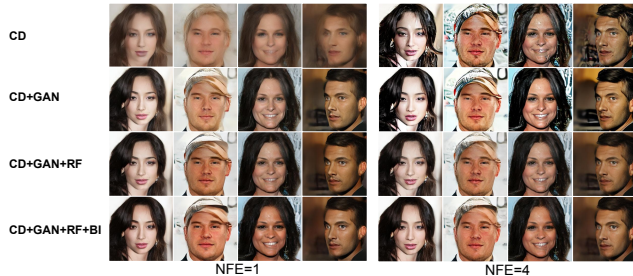 CD
CD+GAN
CD+GAN+RF
CD+GAN+RF+BI
NFE=1
NFE=4